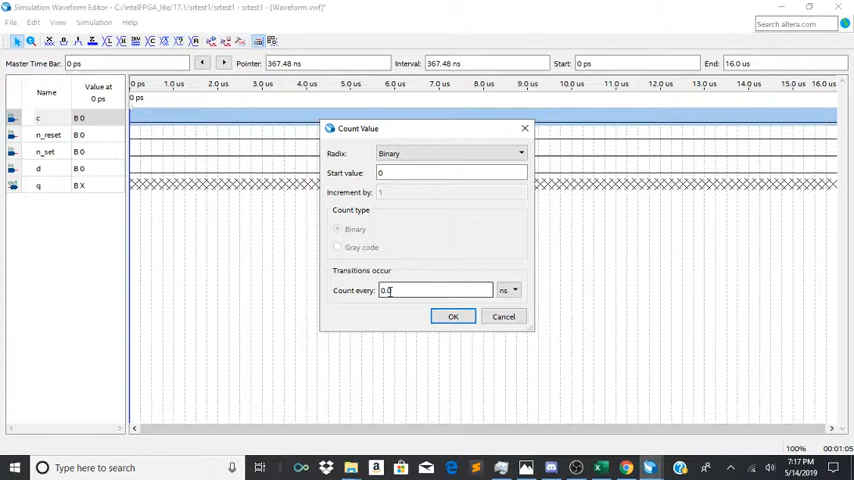 Simulation Waveform Editor - C:/intelFPGA_lite/17.1/srtest1 - srtest1 - [Waveform.vwf]
File Edit View Simulation Help
Search altera.com
Master Time Bar: 0 ps Pointer: 367.48 ns Interval: 367.48 ns Start: 0 ps End: 16.0 us
Name Value at 0 ps
0 ps 1.0 us 2.0 us 3.0 us 4.0 us 5.0 us 6.0 us 7.0 us 8.0 us 9.0 us 10.0 us 11.0 us 12.0 us 13.0 us 14.0 us 15.0 us 16.0 us
0 ps
in c B 0
in n_reset B 0
in n_set B 0
in d B 0
out q B X
Count Value
Radix: Binary
Start value: 0
Increment by: 1
Count type
Binary
Gray code
Transitions occur
Count every: 0.0 ns
OK Cancel
100% 00:01:05
Type here to search
7:17 PM
5/14/2019